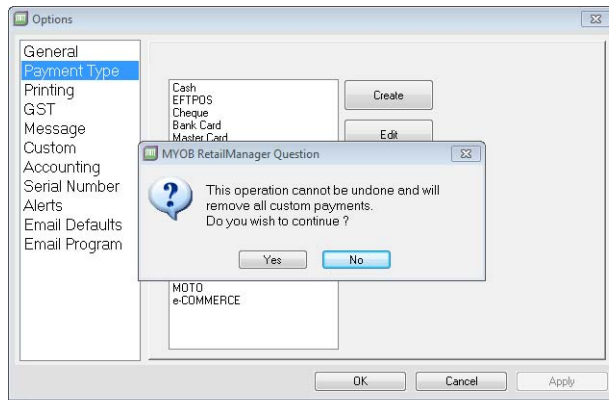 Options
General
Payment Type
Printing
GST
Message
Custom
Accounting
Serial Number
Alerts
Email Defaults
Email Program
Cash
EFTPOS
Cheque
Bank Card
Master Card
Create
Edit
MYOB RetailManager Question
This operation cannot be undone and will
remove all custom payments.
Do you wish to continue ?
Yes
No
MOTO
e-COMMERCE
OK
Cancel
Apply